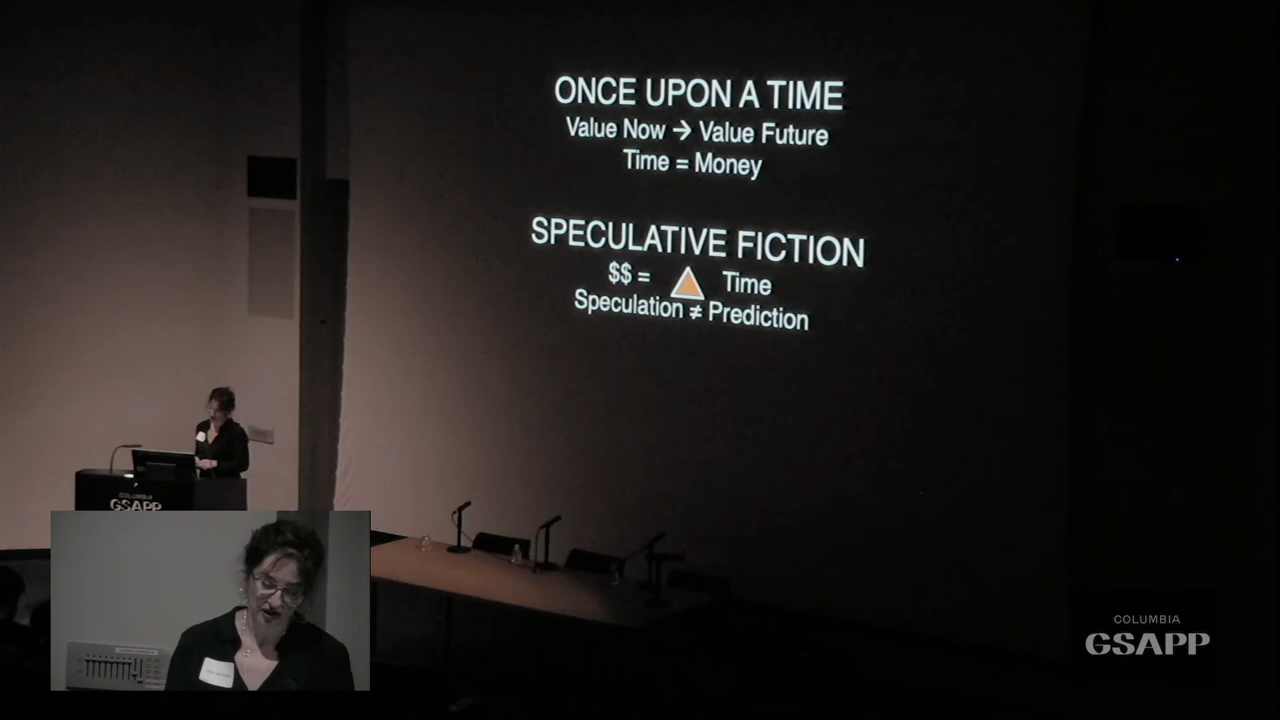 ONCE UPON A TIME
Value Now → Value Future
Time = Money
SPECULATIVE FICTION
$$ = Time
Speculation ≠ Prediction
COLUMBIA
GSAPP
COLUMBIA
GSAPP